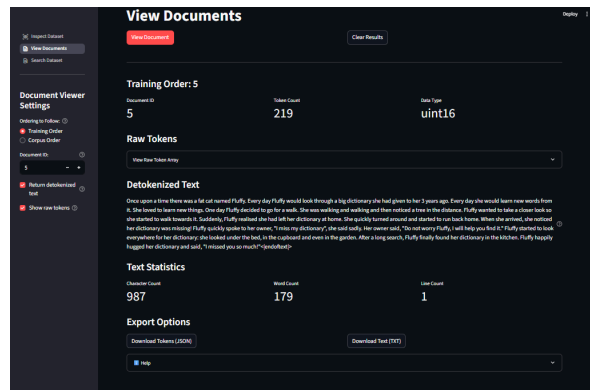 Deploy
Inspect Dataset
View Documents
Search Dataset
Document Viewer
Settings
Ordering to Follow:
Training Order
Corpus Order
Document ID:
5
Return detokenized
text
Show raw tokens
View Documents
View Document
Clear Results
Training Order: 5
Document ID
Token Count
Data Type
5
219
uint16
Raw Tokens
View Raw Token Array
Detokenized Text
Once upon a time there was a fat cat named Fluffy. Every day Fluffy would look through a big dictionary she had given to her 3 years ago. Every day she would learn new words from
it. She loved to learn new things. One day Fluffy decided to go for a walk. She was walking and walking and then noticed a tree in the distance. Fluffy wanted to take a closer look so
she started to walk towards it. Suddenly, Fluffy realised she had left her dictionary at home. She quickly turned around and started to run back home. When she arrived, she noticed
her dictionary was missing! Fluffy quickly spoke to her owner, "I miss my dictionary", she said sadly. Her owner said, "Do not worry Fluffy, I will help you find it." Fluffy started to look
everywhere for her dictionary: she looked under the bed, in the cupboard and even in the garden. After a long search, Fluffy finally found her dictionary in the kitchen. Fluffy happily
hugged her dictionary and said, "I missed you so much!"<|endoftext|>
Text Statistics
Character Count
Word Count
Line Count
987
179
1
Export Options
Download Tokens (JSON)
Download Text (TXT)
Help